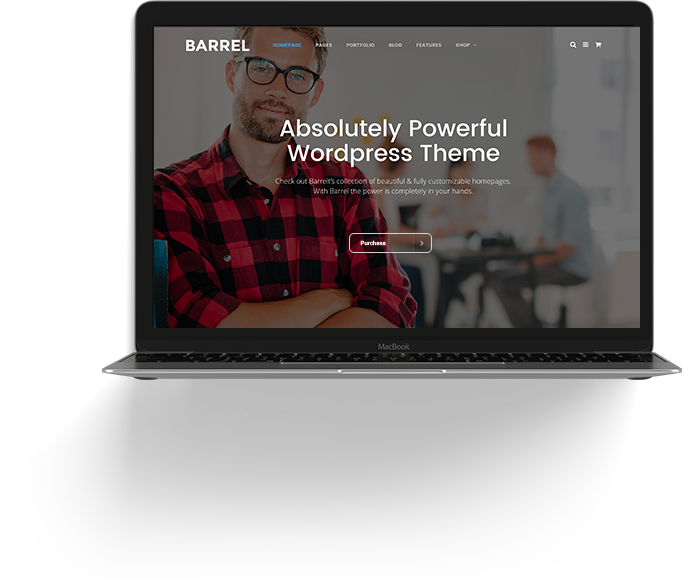 BARREL
HOMEPAGE PAGES PORTFOLIO BLOG FEATURES SHOP
Absolutely Powerful
Wordpress Theme
Check out Barrelt's collection of beautiful & fully customizable homepages.
With Barrel the power is completely in your hands.
Purchase
MacBook